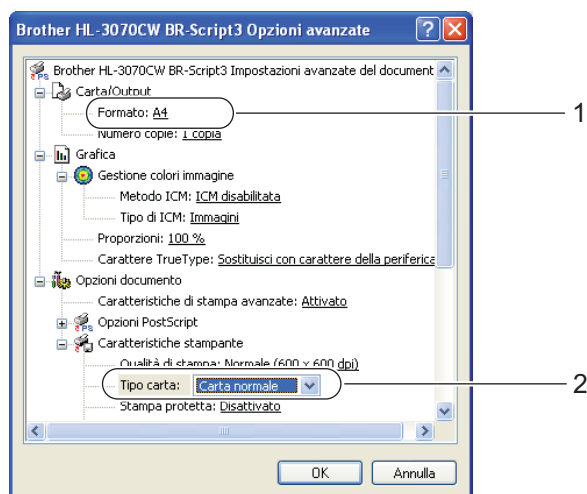 Brother HL-3070CW BR-Script3 Opzioni avanzate
Brother HL-3070CW BR-Script3 Impostazioni avanzate del document
Carta/Output
Formato: A4
1
Numero copie: 1 copia
Grafica
Gestione colori immagine
Metodo ICM: ICM disabilitata
Tipo di ICM: Immagini
Proporzioni: 100 %
Carattere TrueType: Sostituisci con carattere della periferica
Opzioni documento
Caratteristiche di stampa avanzate: Attivato
Opzioni PostScript
Caratteristiche stampante
Qualità di stampa: Normale (600 x 600 dpi)
Tipo carta: Carta normale
2
Stampa protetta: Disattivato
OK
Annulla